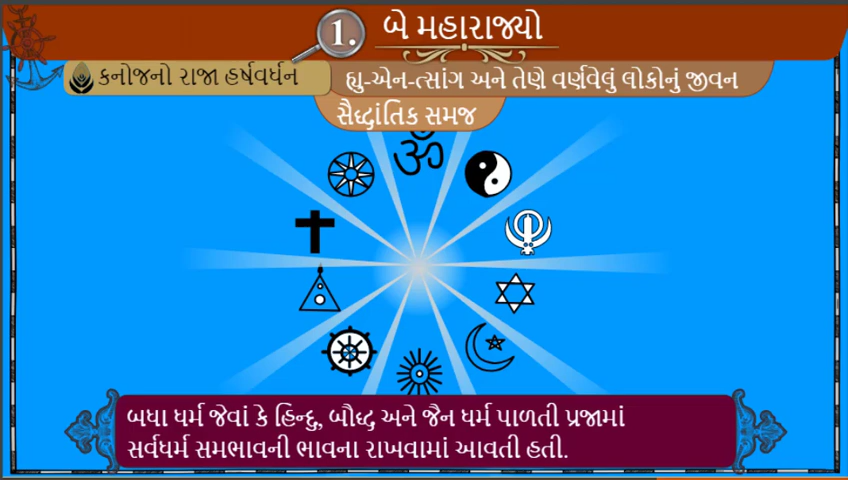 1. બે મહારાજ્યો
કનોજનો રાજા હર્ષવર્ધન
હ્યુ-એન-ત્સાંગ અને તેણે વર્ણવેલું લોકોનું જીવન
સૈદ્ધાંતિક સમજ
ॐ
બધા ધર્મ જેવાં કે હિન્દુ, બૌદ્ધ અને જૈન ધર્મ પાળતી પ્રજામાં
સર્વધર્મ સમભાવની ભાવના રાખવામાં આવતી હતી.